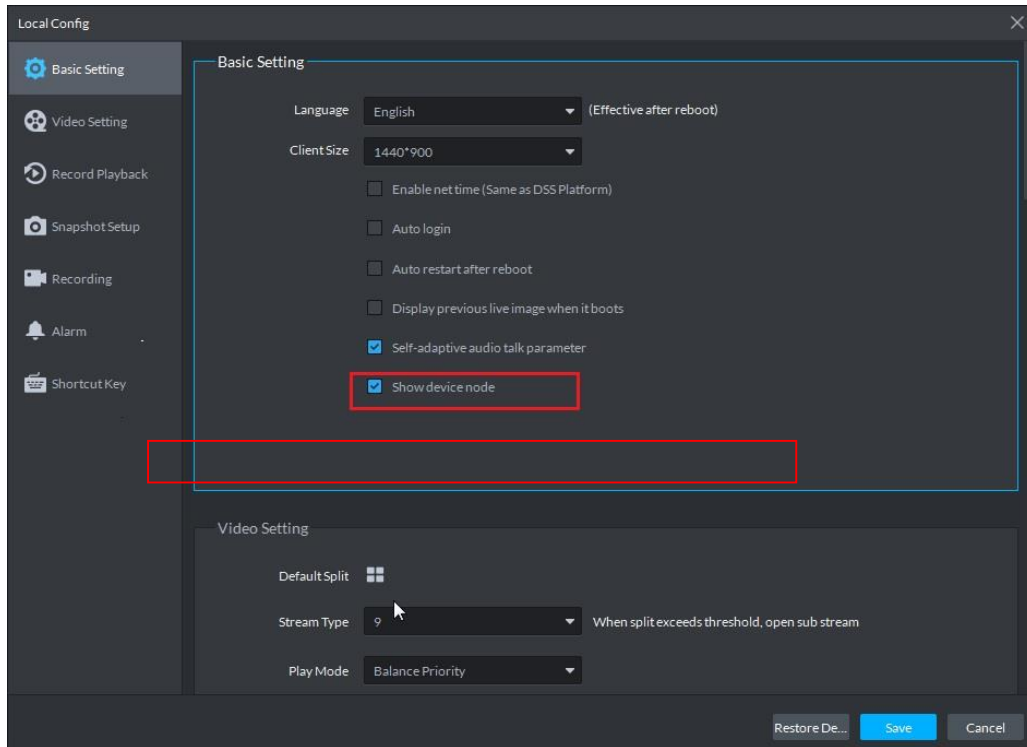 Local Config
Basic Setting
Video Setting
Record Playback
Snapshot Setup
Recording
Alarm
Shortcut Key
Basic Setting
Language English (Effective after reboot)
Client Size 1440*900
Enable net time (Same as DSS Platform)
Auto login
Auto restart after reboot
Display previous live image when it boots
Self-adaptive audio talk parameter
Show device node
Video Setting
Default Split
Stream Type 9 When split exceeds threshold, open sub stream
Play Mode Balance Priority
Restore De... Save Cancel